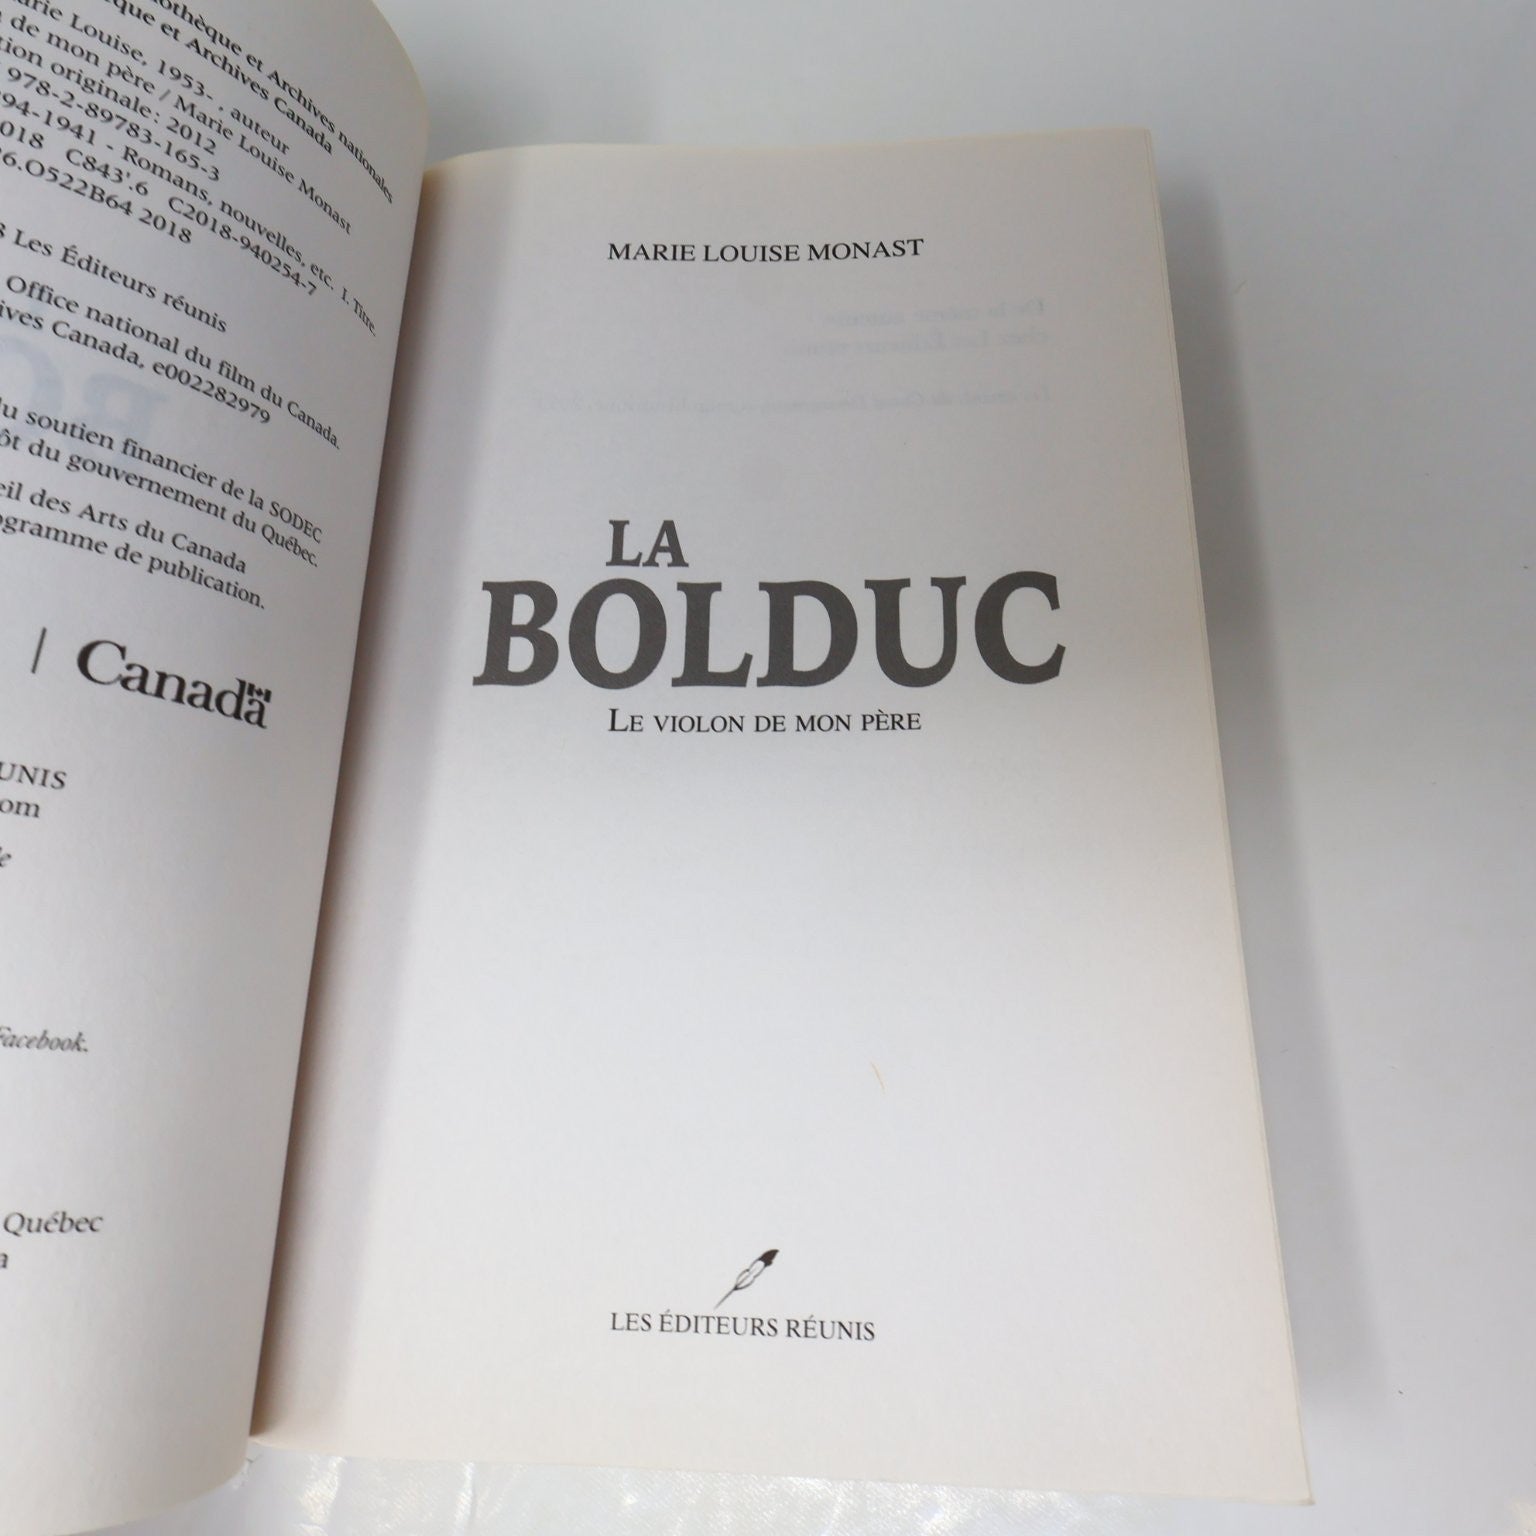 et Archives nationales
que et Archives Canada
arie Louise, 1953- , auteur
de mon père / Marie Louise Monast
tion originale : 2012
978-2-89783-165-3
94-1941 - Romans, nouvelles, etc. I. Titre.
018 C843'.6 C2018-940254-7
26.O522B64 2018
Les Éditeurs réunis
Office national du film du Canada.
ives Canada, e002282979
du soutien financier de la SODEC
ôt du gouvernement du Québec.
eil des Arts du Canada
ogramme de publication.
| Canada
UNIS
om
Facebook.
Québec
a
MARIE LOUISE MONAST
LA
BOLDUC
LE VIOLON DE MON PÈRE
LES ÉDITEURS RÉUNIS